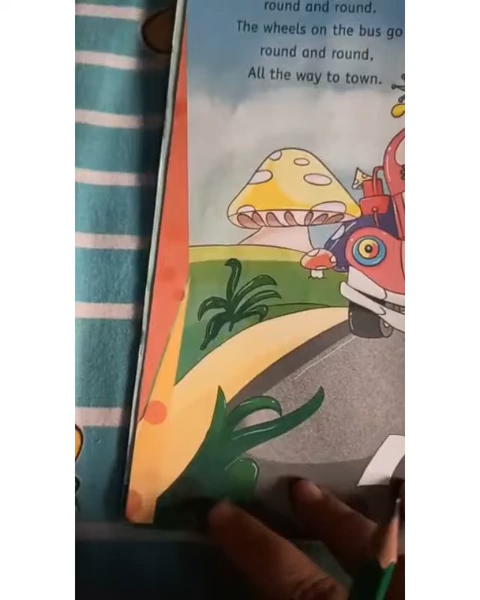 round and round.
The wheels on the bus go
round and round,
All the way to town.